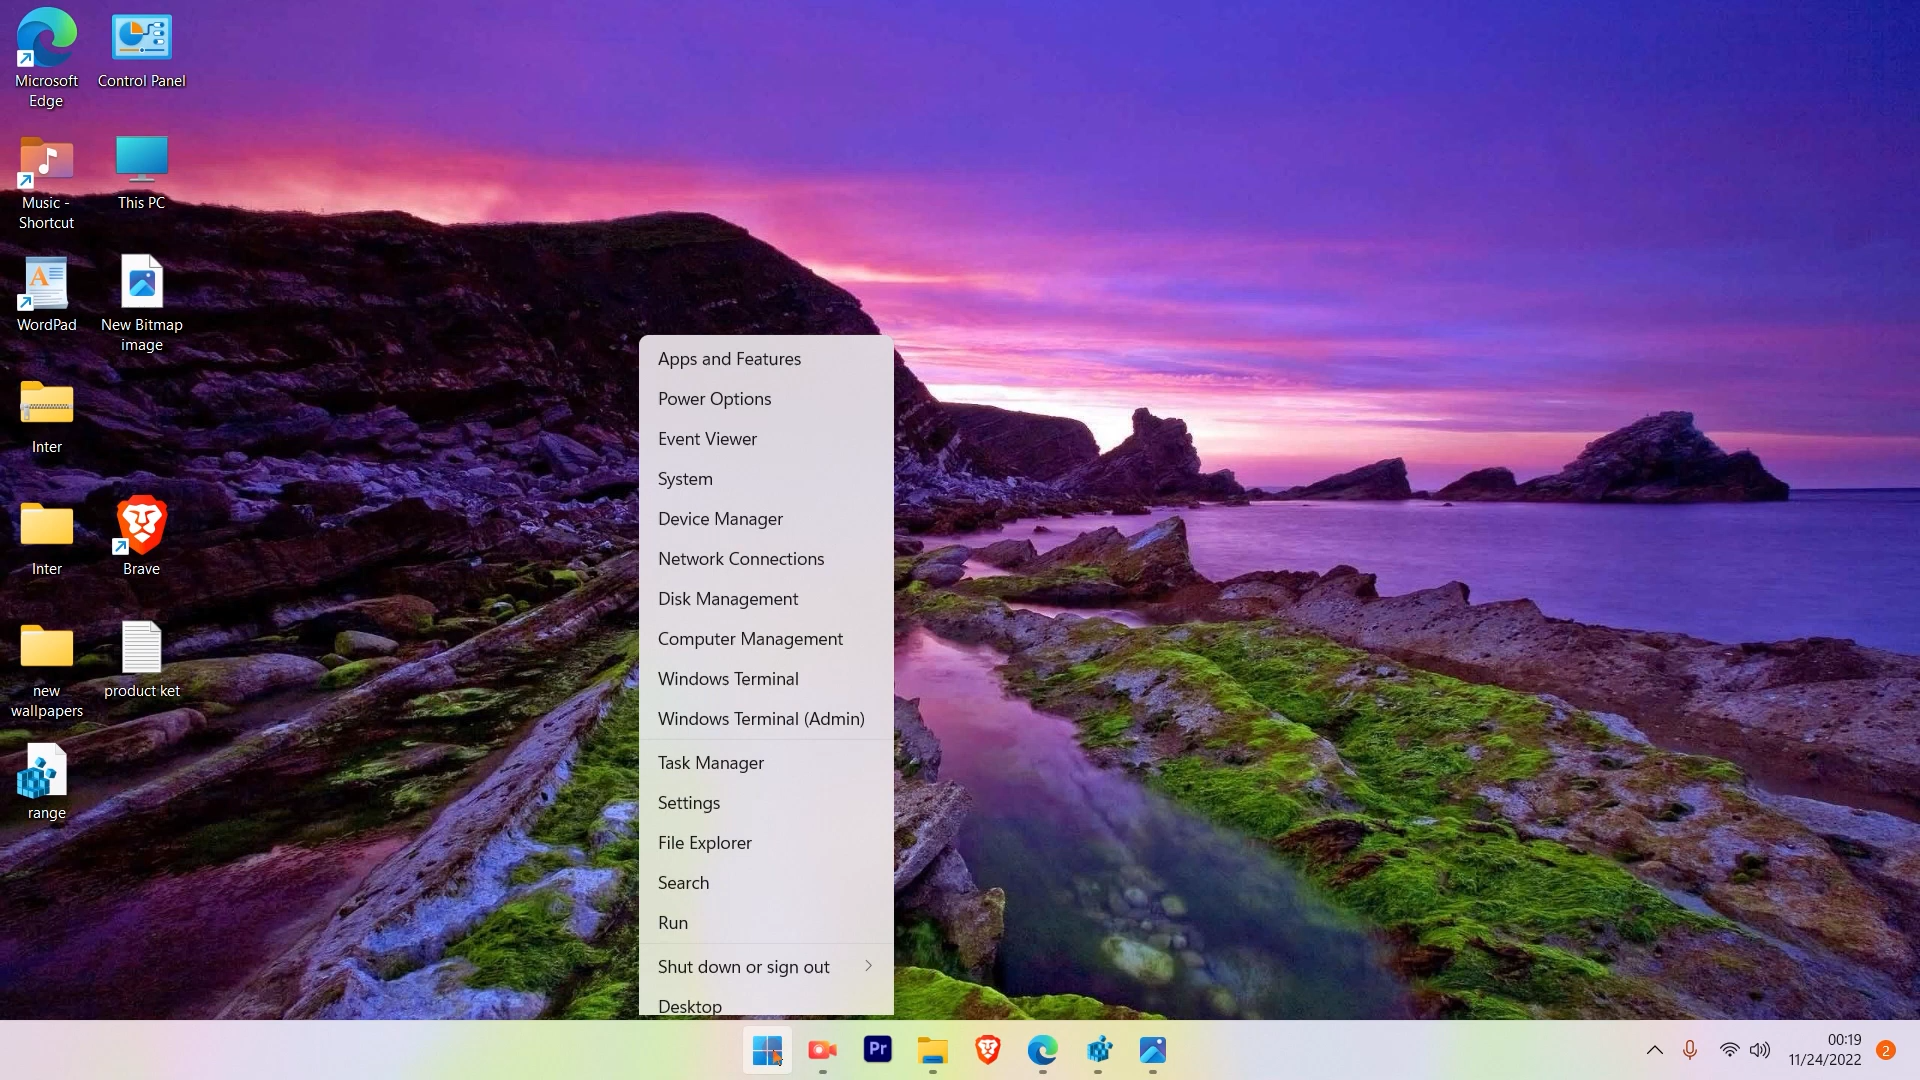 Microsoft
Edge
Control Panel
Music -
Shortcut
This PC
WordPad
New Bitmap
image
Inter
Inter
Brave
new
wallpapers
product ket
range
Apps and Features
Power Options
Event Viewer
System
Device Manager
Network Connections
Disk Management
Computer Management
Windows Terminal
Windows Terminal (Admin)
Task Manager
Settings
File Explorer
Search
Run
Shut down or sign out
Desktop
Pr
00:19
11/24/2022
2